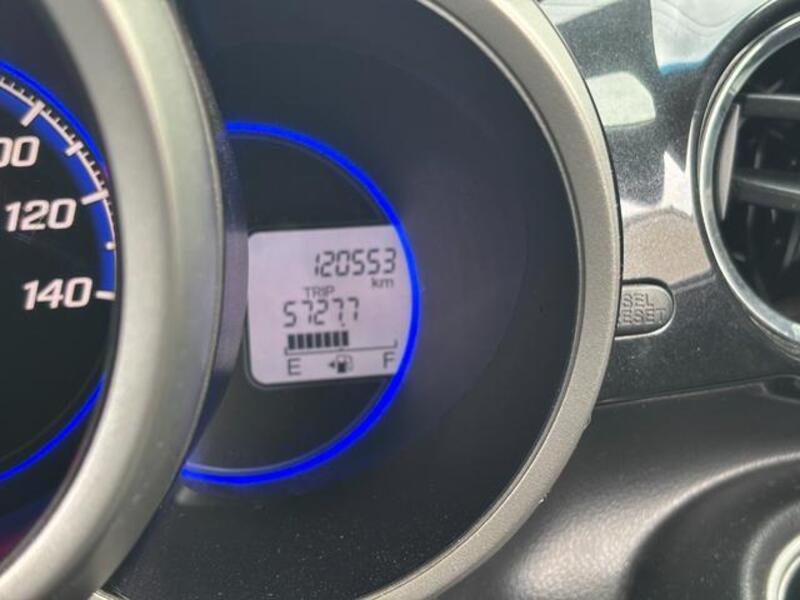 00
120
140
120553
km
TRIP
5727.7
E F
SEL
RESET